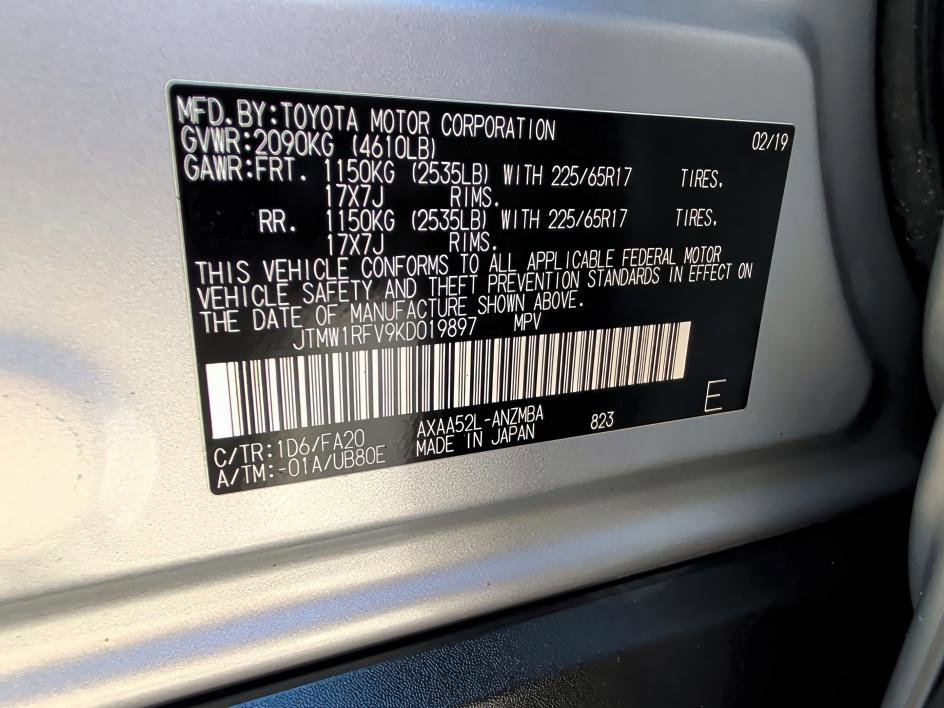 MFD.BY:TOYOTA MOTOR CORPORATION 02/19
GVWR:2090KG (4610LB)
GAWR:FRT. 1150KG (2535LB) WITH 225/65R17 TIRES.
17X7J RIMS.
RR. 1150KG (2535LB) WITH 225/65R17 TIRES.
17X7J RIMS.
THIS VEHICLE CONFORMS TO ALL APPLICABLE FEDERAL MOTOR
VEHICLE SAFETY AND THEFT PREVENTION STANDARDS IN EFFECT ON
THE DATE OF MANUFACTURE SHOWN ABOVE.
JTMW1RFV9KD019897 MPV
E
C/TR:1D6/FA20 AXAA52L-ANZMBA 823
A/TM:-01A/UB80E MADE IN JAPAN